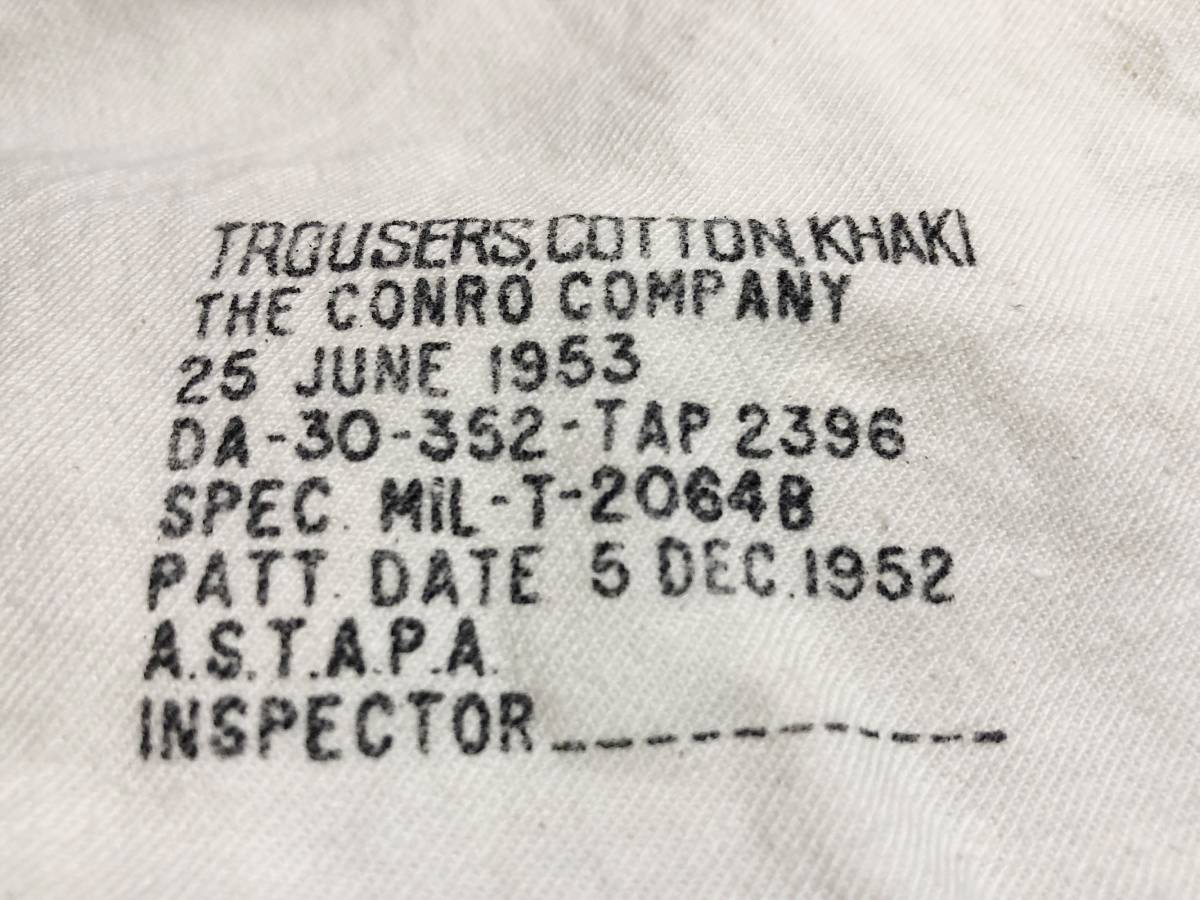 TROUSERS, COTTON, KHAKI
THE CONRO COMPANY
25 JUNE 1953
DA-30-352-TAP 2396
SPEC. MIL-T-2064B
PATT. DATE 5 DEC. 1952
A.S.T.A.P.A.
INSPECTOR____________